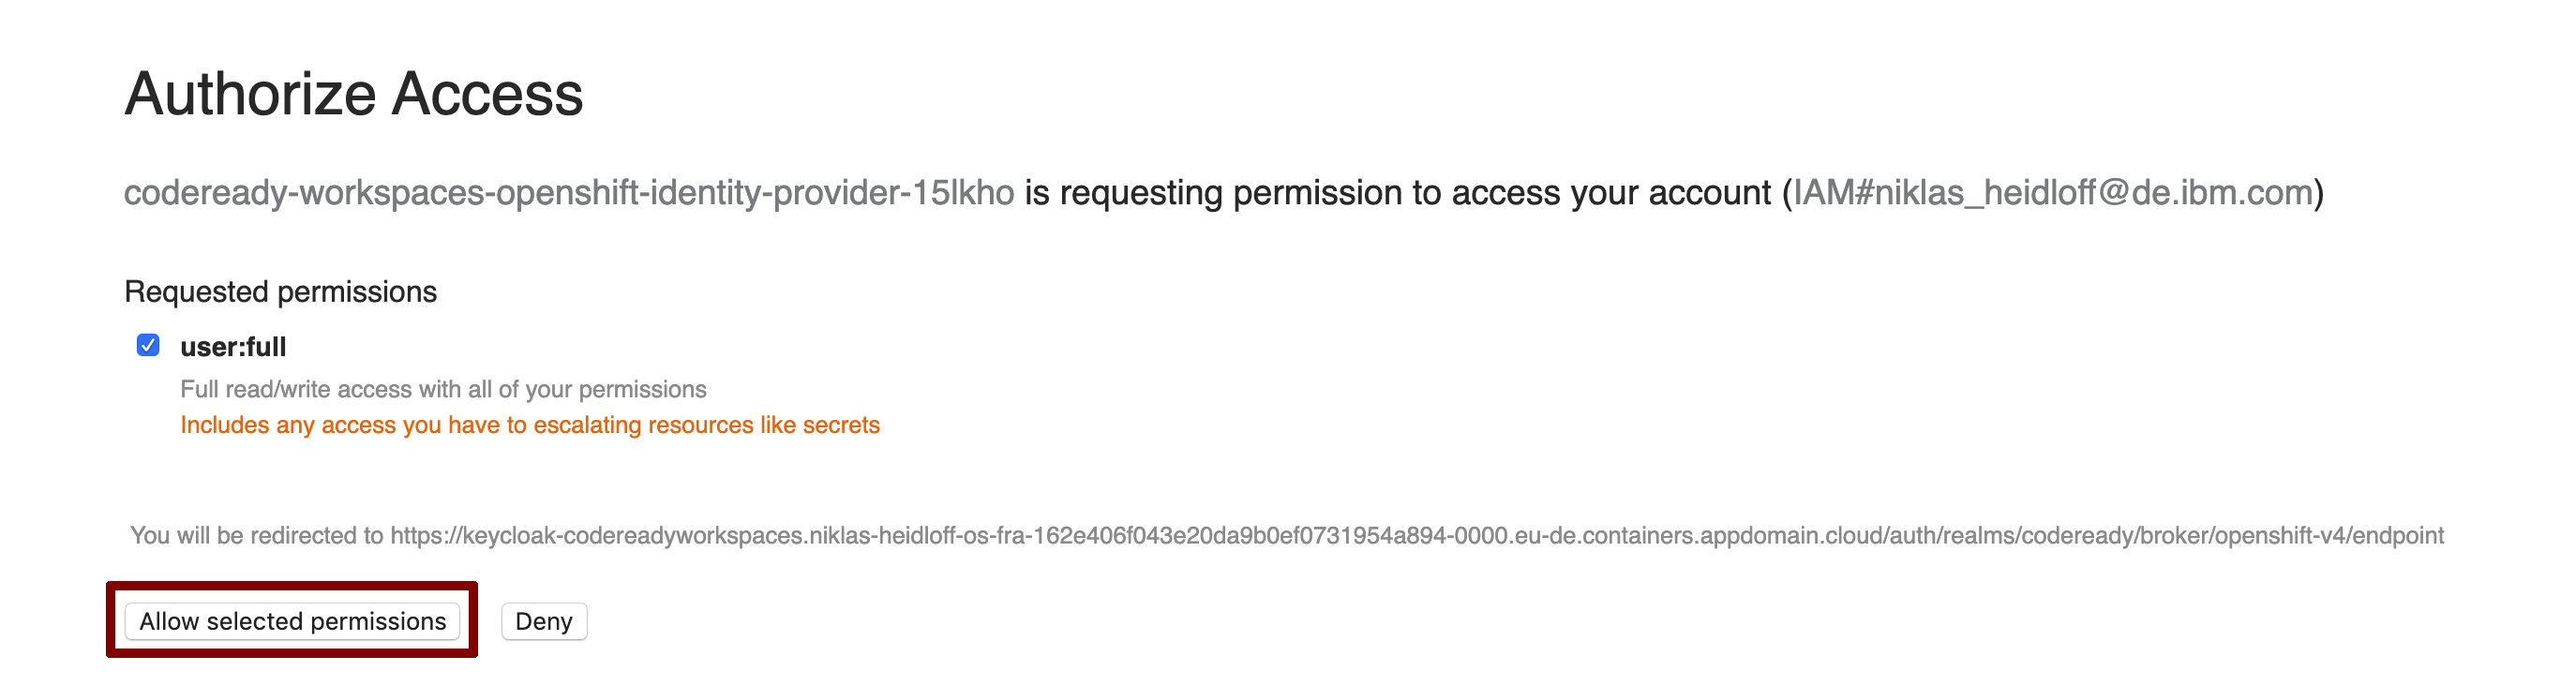 Authorize Access
codeready-workspaces-openshift-identity-provider-15lkho is requesting permission to access your account (IAM#niklas_heidloff@de.ibm.com)
Requested permissions
user:full
Full read/write access with all of your permissions
Includes any access you have to escalating resources like secrets
You will be redirected to https://keycloak-codereadyworkspaces.niklas-heidloff-os-fra-162e406f043e20da9b0ef0731954a894-0000.eu-de.containers.appdomain.cloud/auth/realms/codeready/broker/openshift-v4/endpoint
Allow selected permissions Deny